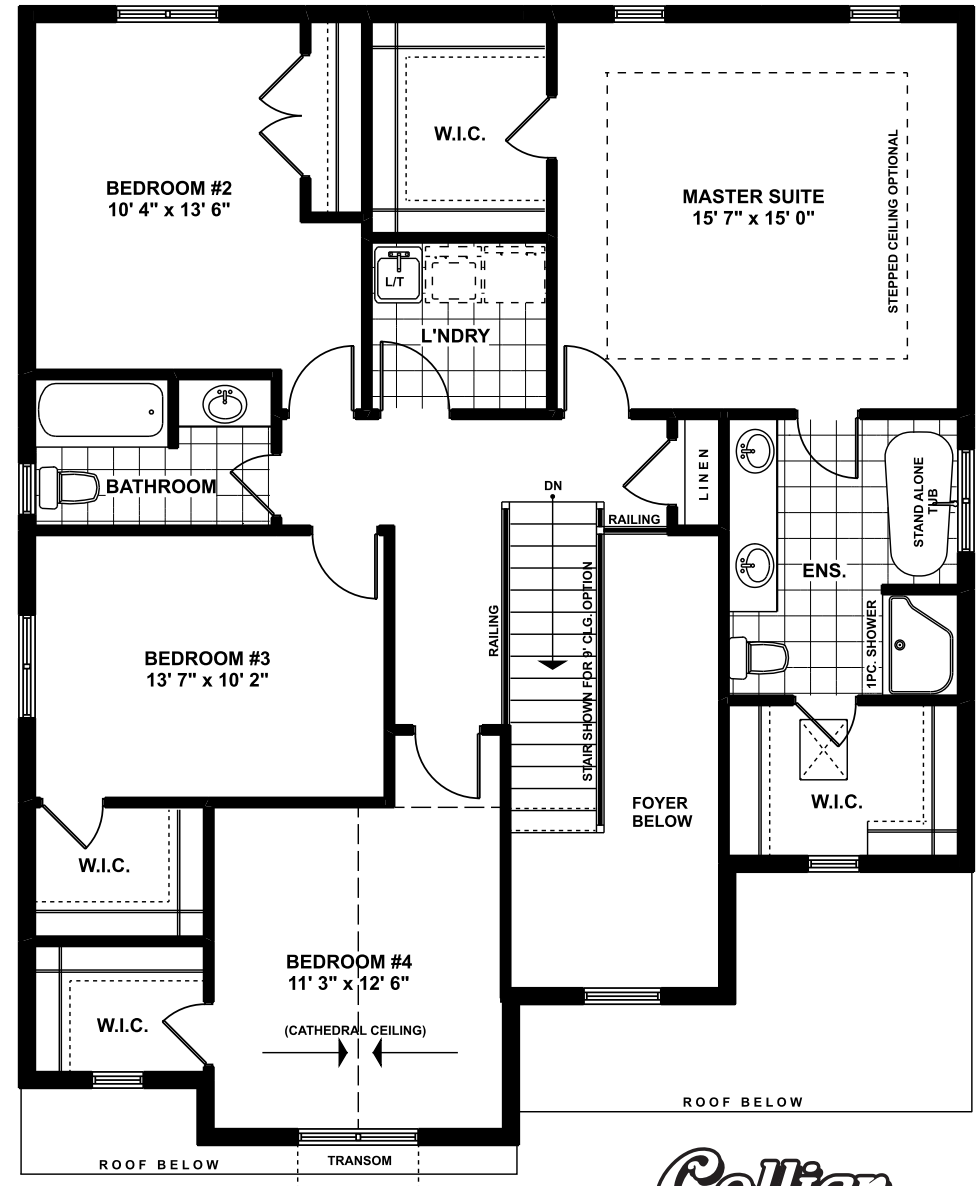 W.I.C.
BEDROOM #2
10' 4" x 13' 6"
MASTER SUITE
15' 7" x 15' 0"
STEPPED CEILING OPTIONAL
L/T
L'NDRY
LINEN
BATHROOM
DN
RAILING
STAND ALONE
TUB
ENS.
RAILING
STAIR SHOWN FOR 9' CLG. OPTION
1PC. SHOWER
BEDROOM #3
13' 7" x 10' 2"
W.I.C.
FOYER
BELOW
W.I.C.
BEDROOM #4
11' 3" x 12' 6"
W.I.C.
(CATHEDRAL CEILING)
ROOF BELOW
ROOF BELOW
TRANSOM